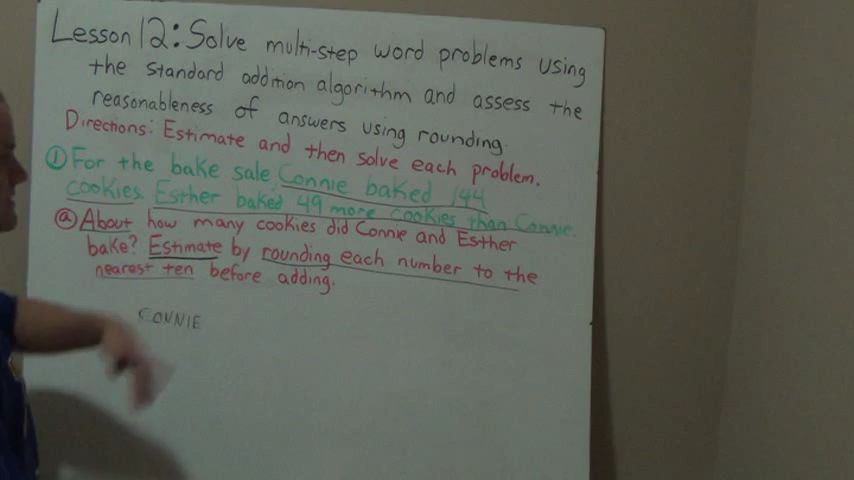 Lesson 12: Solve multi-step word problems using
the standard addition algorithm and assess the
reasonableness of answers using rounding.
Directions: Estimate and then solve each problem.
① For the bake sale, Connie baked 144
cookies. Esther baked 49 more cookies than Connie.
ⓐ About how many cookies did Connie and Esther
bake? Estimate by rounding each number to the
nearest ten before adding.
CONNIE